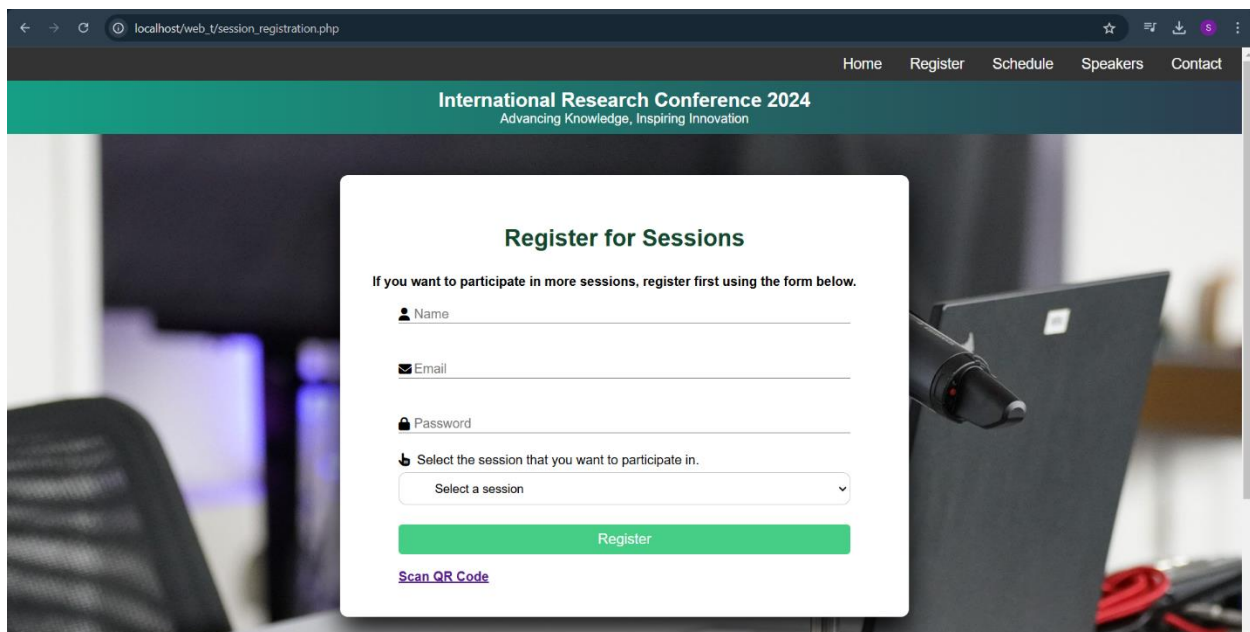 localhost/web_t/session_registration.php
S
Home Register Schedule Speakers Contact
International Research Conference 2024
Advancing Knowledge, Inspiring Innovation
Register for Sessions
If you want to participate in more sessions, register first using the form below.
Name
Email
Password
Select the session that you want to participate in.
Select a session
Register
Scan QR Code